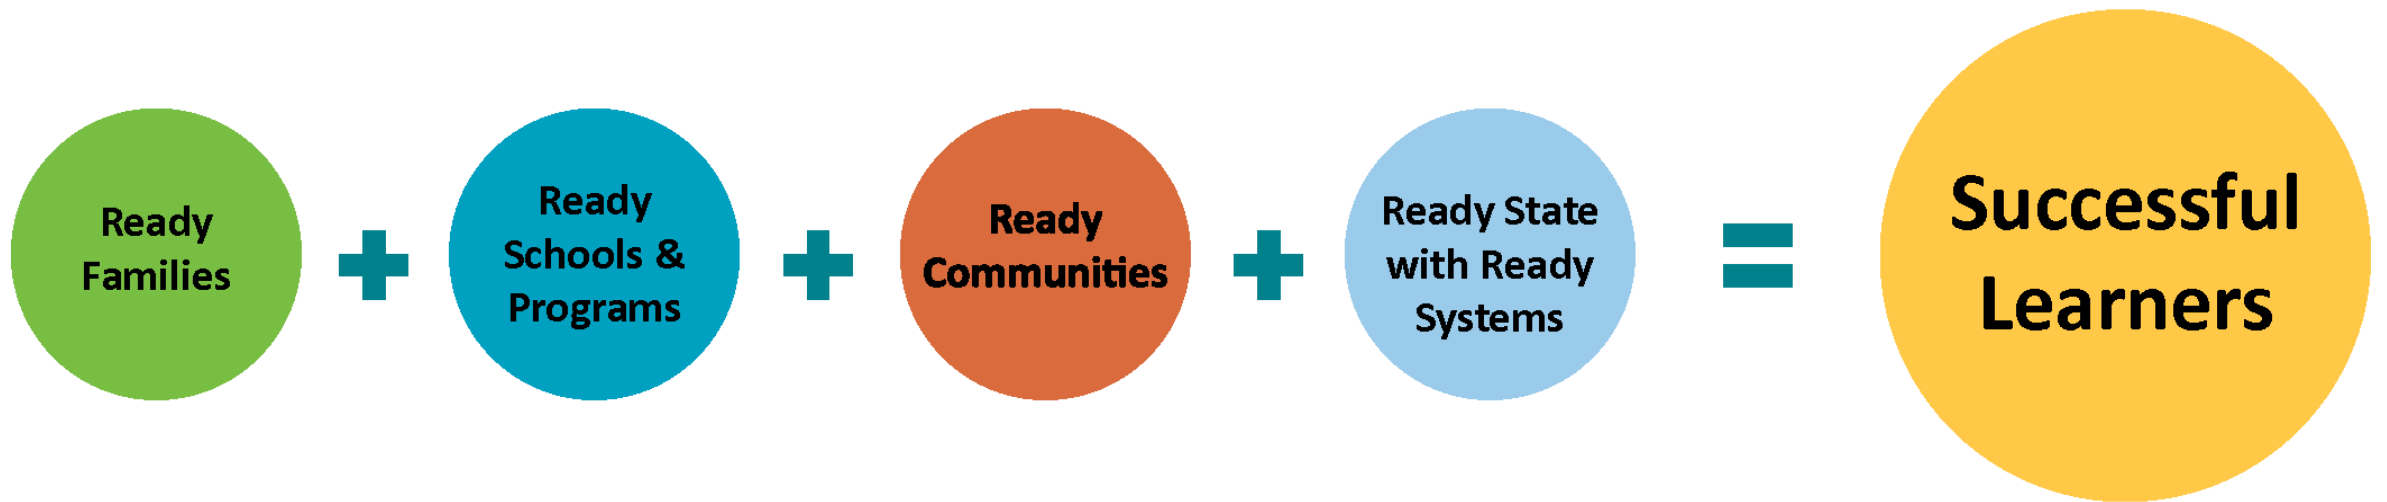 Ready
Families
Ready
Schools &
Programs
Ready
Communities
Ready State
with Ready
Systems
Successful
Learners